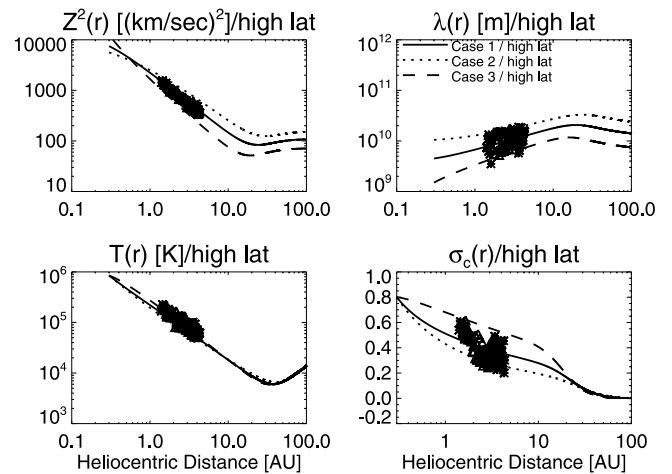 Z²(r) [(km/sec)²]/high lat
λ(r) [m]/high lat
10000
1000
100
10
0.1 1.0 10.0 100.0
10¹²
10¹¹
10¹⁰
10⁹
Case 1 / high lat
Case 2 / high lat
Case 3 / high lat
0.1 1.0 10.0 100.0
T(r) [K]/high lat
σc(r)/high lat
10⁶
10⁵
10⁴
10³
0.1 1.0 10.0 100.0
Heliocentric Distance [AU]
1.0
0.8
0.6
0.4
0.2
0.0
-0.2
1 10 100
Heliocentric Distance [AU]